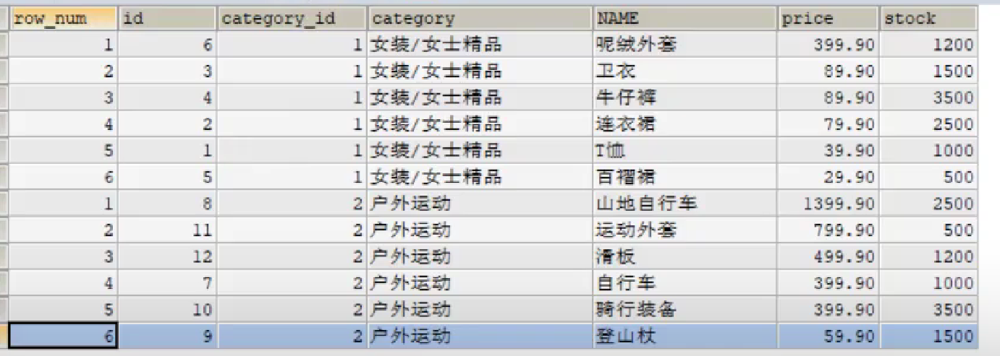 row_num id category_id category NAME price stock
1 6 1 女装/女士精品 呢绒外套 399.90 1200
2 3 1 女装/女士精品 卫衣 89.90 1500
3 4 1 女装/女士精品 牛仔裤 89.90 3500
4 2 1 女装/女士精品 连衣裙 79.90 2500
5 1 1 女装/女士精品 T恤 39.90 1000
6 5 1 女装/女士精品 百褶裙 29.90 500
1 8 2 户外运动 山地自行车 1399.90 2500
2 11 2 户外运动 运动外套 799.90 500
3 12 2 户外运动 滑板 499.90 1200
4 7 2 户外运动 自行车 399.90 1000
5 10 2 户外运动 骑行装备 399.90 3500
6 9 2 户外运动 登山杖 59.90 1500